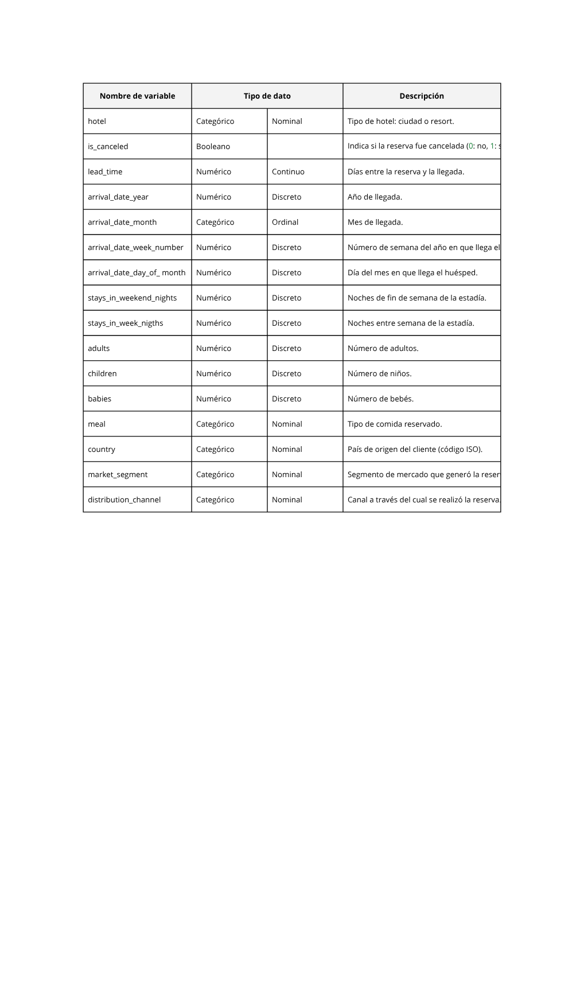 Nombre de variable Tipo de dato Descripción
hotel Categórico Nominal Tipo de hotel: ciudad o resort.
is_canceled Booleano Indica si la reserva fue cancelada (0: no, 1:
lead_time Numérico Continuo Días entre la reserva y la llegada.
arrival_date_year Numérico Discreto Año de llegada.
arrival_date_month Categórico Ordinal Mes de llegada.
arrival_date_week_number Numérico Discreto Número de semana del año en que llega el
arrival_date_day_of_ month Numérico Discreto Día del mes en que llega el huésped.
stays_in_weekend_nights Numérico Discreto Noches de fin de semana de la estadía.
stays_in_week_nigths Numérico Discreto Noches entre semana de la estadía.
adults Numérico Discreto Número de adultos.
children Numérico Discreto Número de niños.
babies Numérico Discreto Número de bebés.
meal Categórico Nominal Tipo de comida reservado.
country Categórico Nominal País de origen del cliente (código ISO).
market_segment Categórico Nominal Segmento de mercado que generó la
distribution_channel Categórico Nominal Canal a través del cual se realizó la reserva.